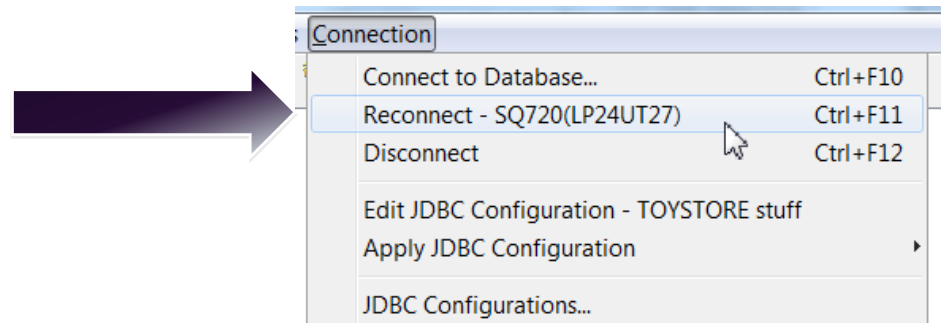 Connection
Connect to Database... Ctrl+F10
Reconnect - SQ720(LP24UT27) Ctrl+F11
Disconnect Ctrl+F12
Edit JDBC Configuration - TOYSTORE stuff
Apply JDBC Configuration
JDBC Configurations...